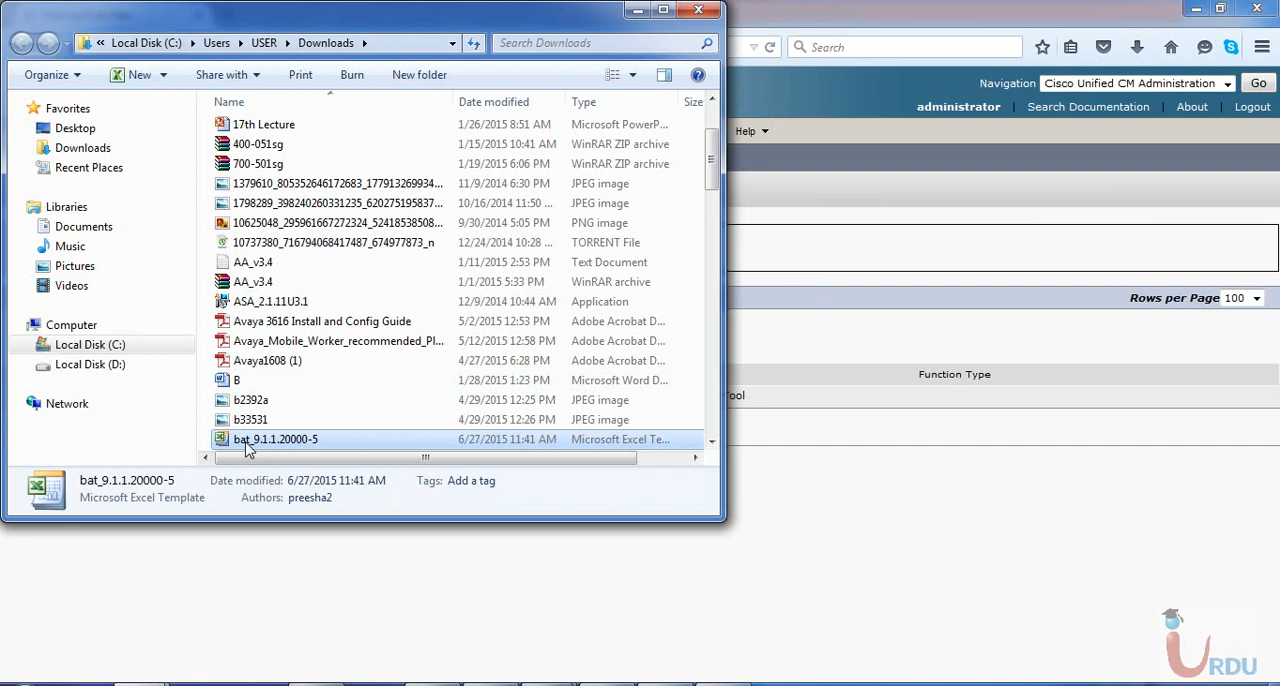 « Local Disk (C:) ▸ Users ▸ USER ▸ Downloads ▸
Search Downloads
Organize
New
Share with
Print
Burn
New folder
Favorites
Desktop
Downloads
Recent Places
Libraries
Documents
Music
Pictures
Videos
Computer
Local Disk (C:)
Local Disk (D:)
Network
Name Date modified Type Size
17th Lecture 1/26/2015 8:51 AM Microsoft PowerP...
400-051sg 1/15/2015 10:41 AM WinRAR ZIP archive
700-501sg 1/19/2015 6:06 PM WinRAR ZIP archive
1379610_805352646172683_177913269934... 11/9/2014 6:30 PM JPEG image
1798289_398240260331235_620275195837... 10/16/2014 11:50 ... JPEG image
10625048_295961667272324_52418538508... 9/30/2014 5:05 PM PNG image
10737380_716794068417487_674977873_n 12/24/2014 10:28 ... TORRENT File
AA_v3.4 1/11/2015 2:53 PM Text Document
AA_v3.4 1/1/2015 5:33 PM WinRAR archive
ASA_2.1.11U3.1 12/9/2014 10:44 AM Application
Avaya 3616 Install and Config Guide 5/2/2015 12:53 PM Adobe Acrobat D...
Avaya_Mobile_Worker_recommended_Pl... 5/12/2015 12:58 PM Adobe Acrobat D...
Avaya1608 (1) 4/27/2015 6:28 PM Adobe Acrobat D...
B 1/28/2015 1:23 PM Microsoft Word D...
b2392a 4/29/2015 12:25 PM JPEG image
b33531 4/29/2015 12:26 PM JPEG image
bat_9.1.1.20000-5 6/27/2015 11:41 AM Microsoft Excel Te...
bat_9.1.1.20000-5 Date modified: 6/27/2015 11:41 AM Tags: Add a tag
Microsoft Excel Template Authors: preesha2
Search
Navigation Cisco Unified CM Administration Go
administrator | Search Documentation | About | Logout
Help
Rows per Page 100
Function Type
Tool
URDU